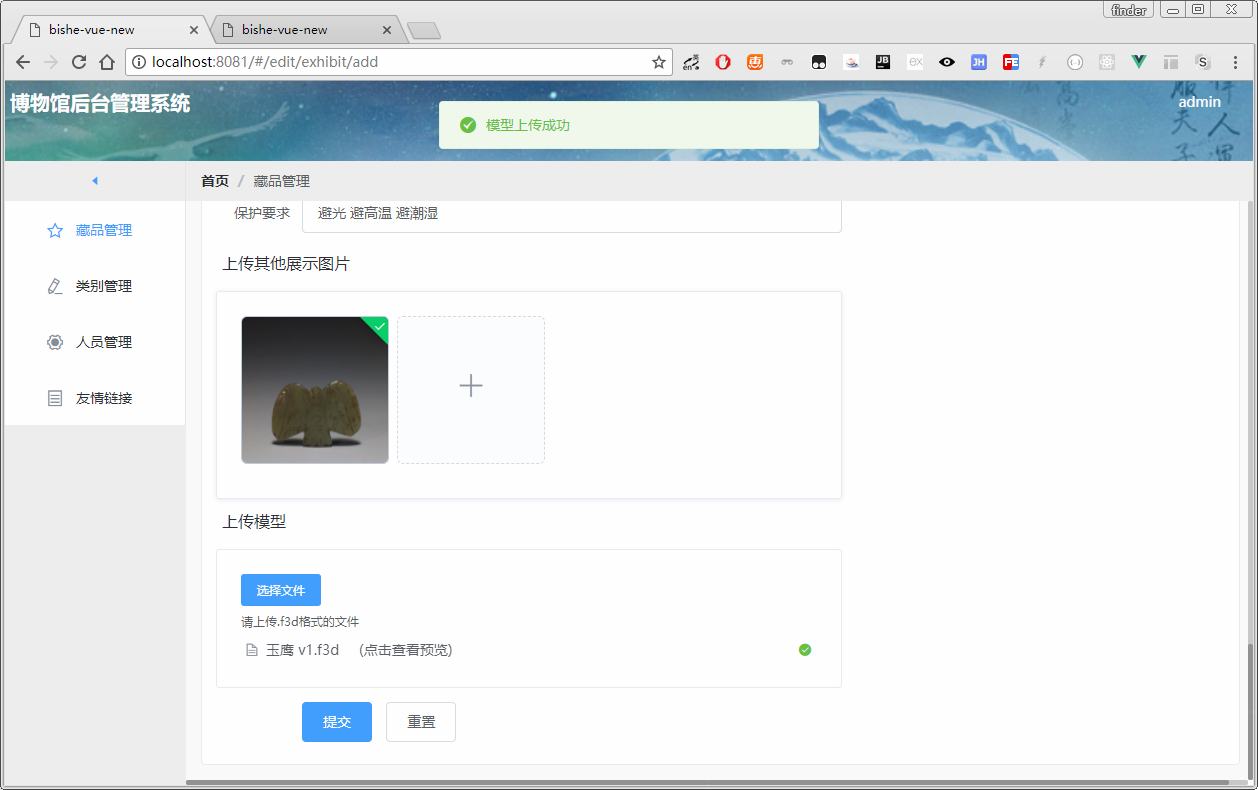 finder
bishe-vue-new
bishe-vue-new
localhost:8081/#/edit/exhibit/add
博物馆后台管理系统
模型上传成功
admin
首页 / 藏品管理
藏品管理
类别管理
人员管理
友情链接
保护要求
避光 避高温 避潮湿
上传其他展示图片
上传模型
选择文件
请上传.f3d格式的文件
玉鹰 v1.f3d (点击查看预览)
提交
重置